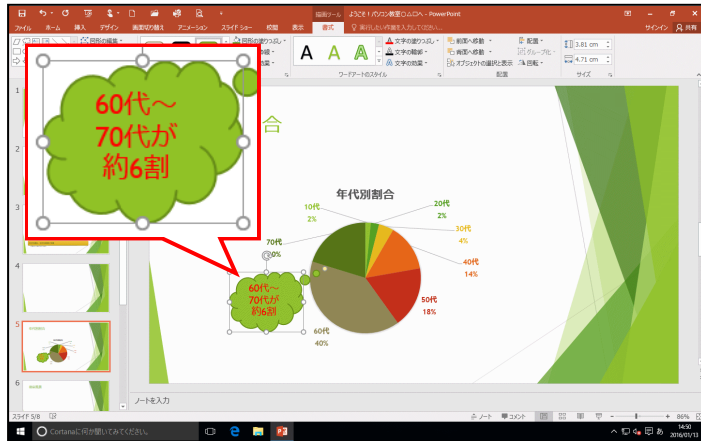 描画ツール
ようこそ！パソコン教室○△□へ - PowerPoint
ファイル ホーム 挿入 デザイン 画面切り替え アニメーション スライド ショー 校閲 表示 書式 実行したい作業を入力してください...
サインイン 共有
図形の編集
図形の塗りつぶし
文字の塗りつぶし
文字の輪郭
文字の効果
前面へ移動
背面へ移動
オブジェクトの選択と表示
配置
グループ化
回転
3.81 cm
4.71 cm
ワードアートのスタイル
配置
サイズ
60代～
70代が
約6割
合
年代別割合
10代
2%
20代
2%
30代
4%
40代
14%
50代
18%
60代
40%
70代
0%
60代～
70代が
約6割
1
2
3
4
5
6
ノートを入力
スライド 5/8
ノート
コメント
86%
Cortanaに何か聞いてみてください。
あ
14:50
2016/01/13